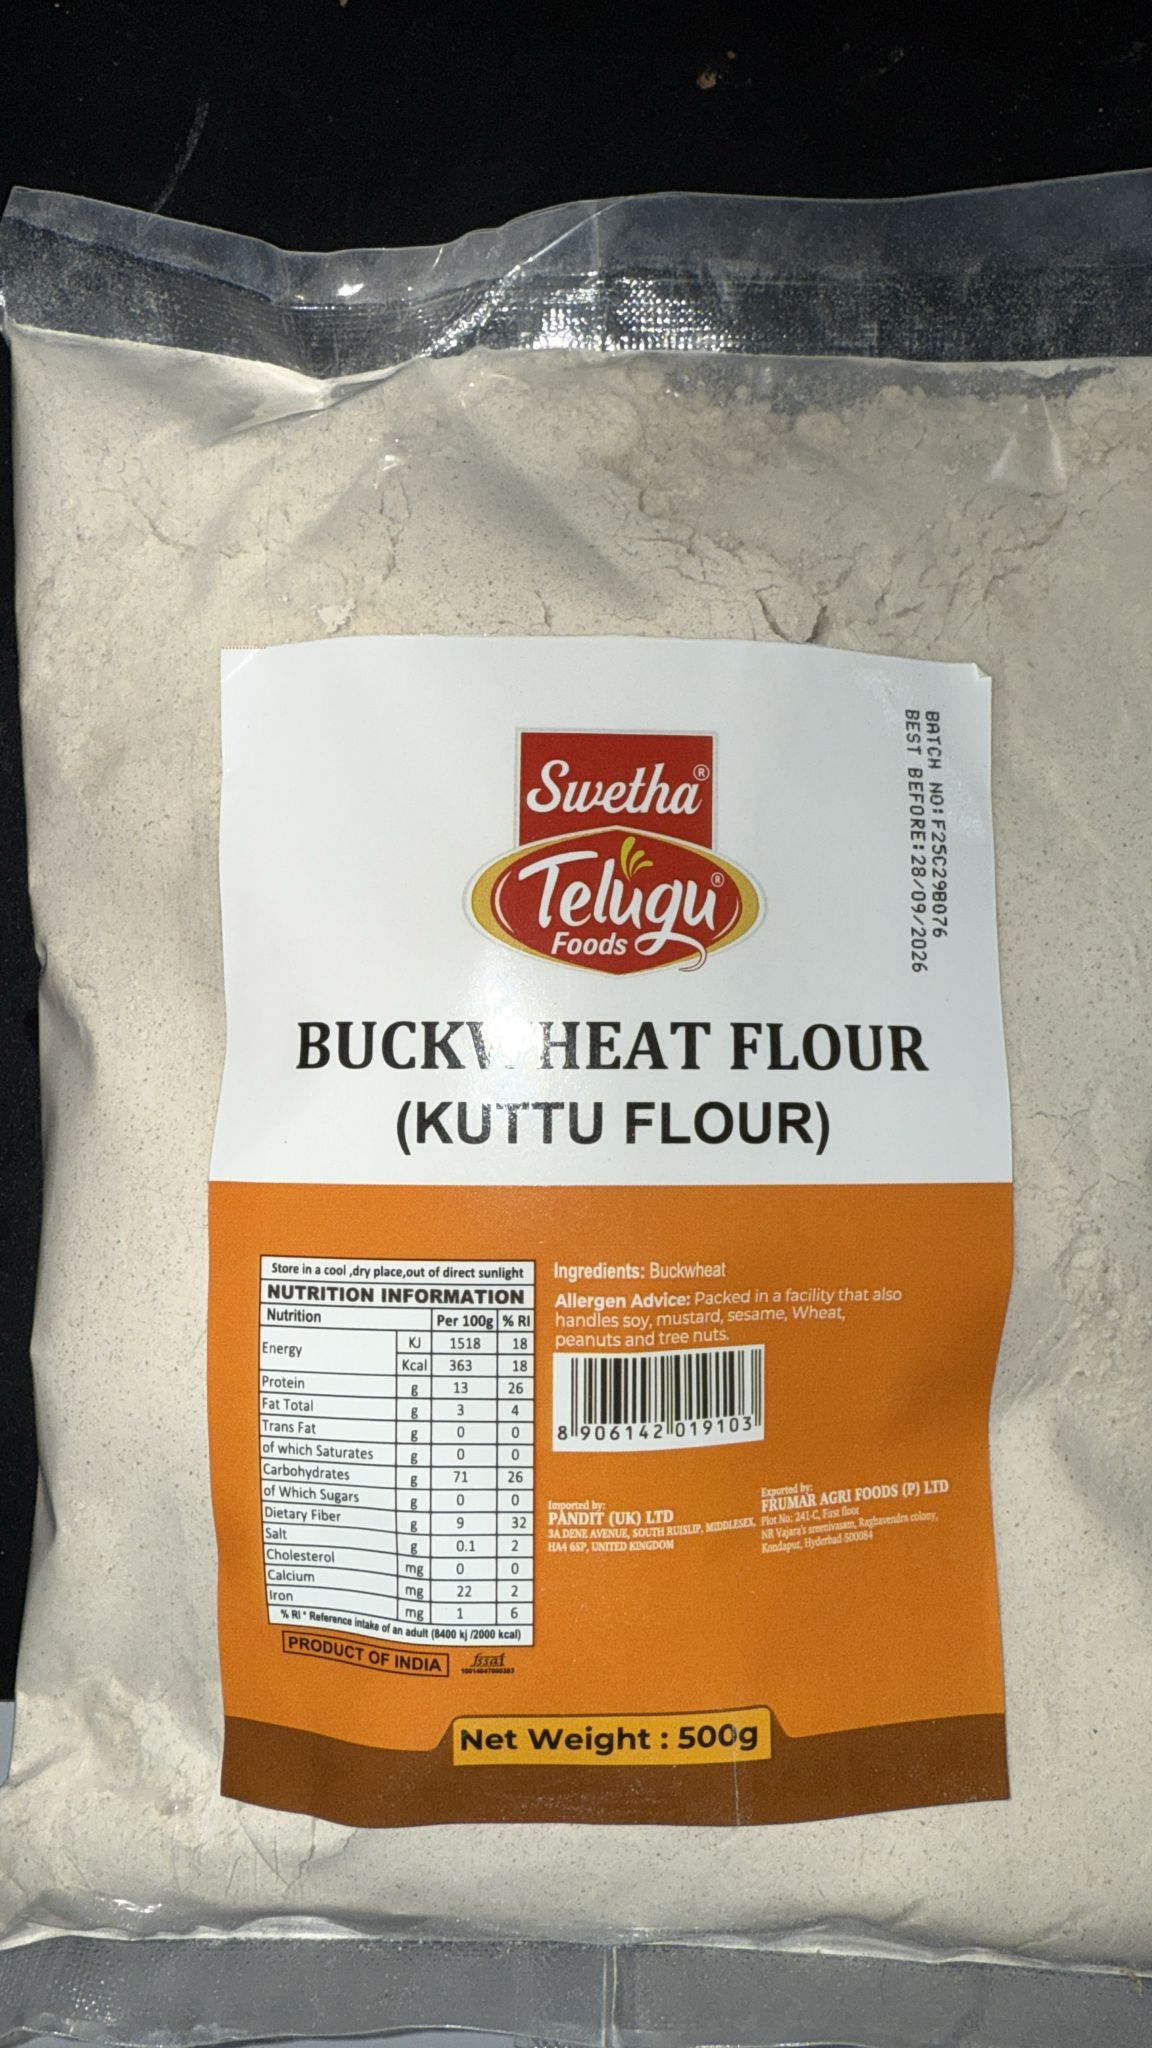 Swetha®
Telugu®
Foods
BATCH NO:F25C29B076
BEST BEFORE:28/09/2026
BUCKWHEAT FLOUR
(KUTTU FLOUR)
Store in a cool ,dry place,out of direct sunlight
NUTRITION INFORMATION
Nutrition Per 100g % RI
Energy KJ 1518 18
Kcal 363 18
Protein g 13 26
Fat Total g 3 4
Trans Fat g 0 0
of which Saturates g 0 0
Carbohydrates g 71 26
of Which Sugars g 0 0
Dietary Fiber g 9 32
Salt g 0.1 2
Cholesterol mg 0 0
Calcium mg 22 2
Iron mg 1 6
% RI * Reference intake of an adult (8400 kj /2000 kcal)
PRODUCT OF INDIA
fssai
Ingredients: Buckwheat
Allergen Advice: Packed in a facility that also
handles soy, mustard, sesame, Wheat,
peanuts and tree nuts.
8 906142 019103
Imported by:
PANDIT (UK) LTD
3A DENE AVENUE, SOUTH RUISLIP, MIDDLESEX,
HA4 6SP, UNITED KINGDOM
Exported by:
FRUMAR AGRI FOODS (P) LTD
Plot No: 241-C, First floor
NR Vajara's sreenivasam, Raghavendra colony,
Kondapur, Hyderbad-500084
Net Weight : 500g